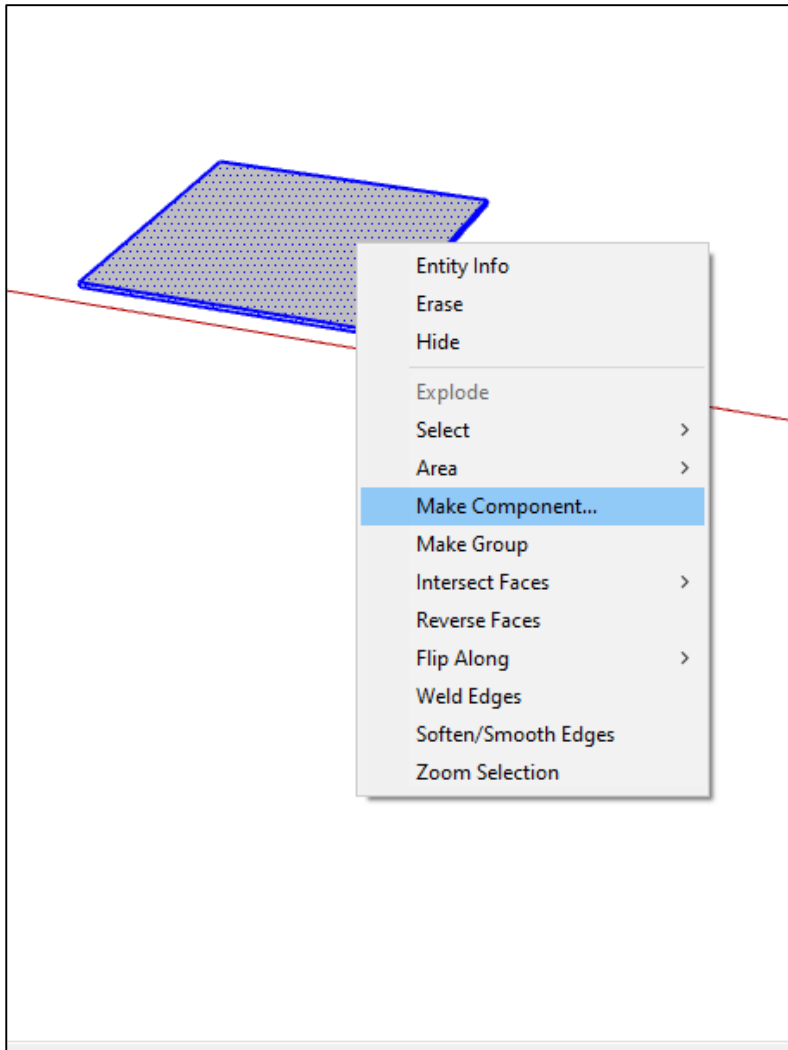 Entity Info
Erase
Hide
Explode
Select
Area
Make Component...
Make Group
Intersect Faces
Reverse Faces
Flip Along
Weld Edges
Soften/Smooth Edges
Zoom Selection